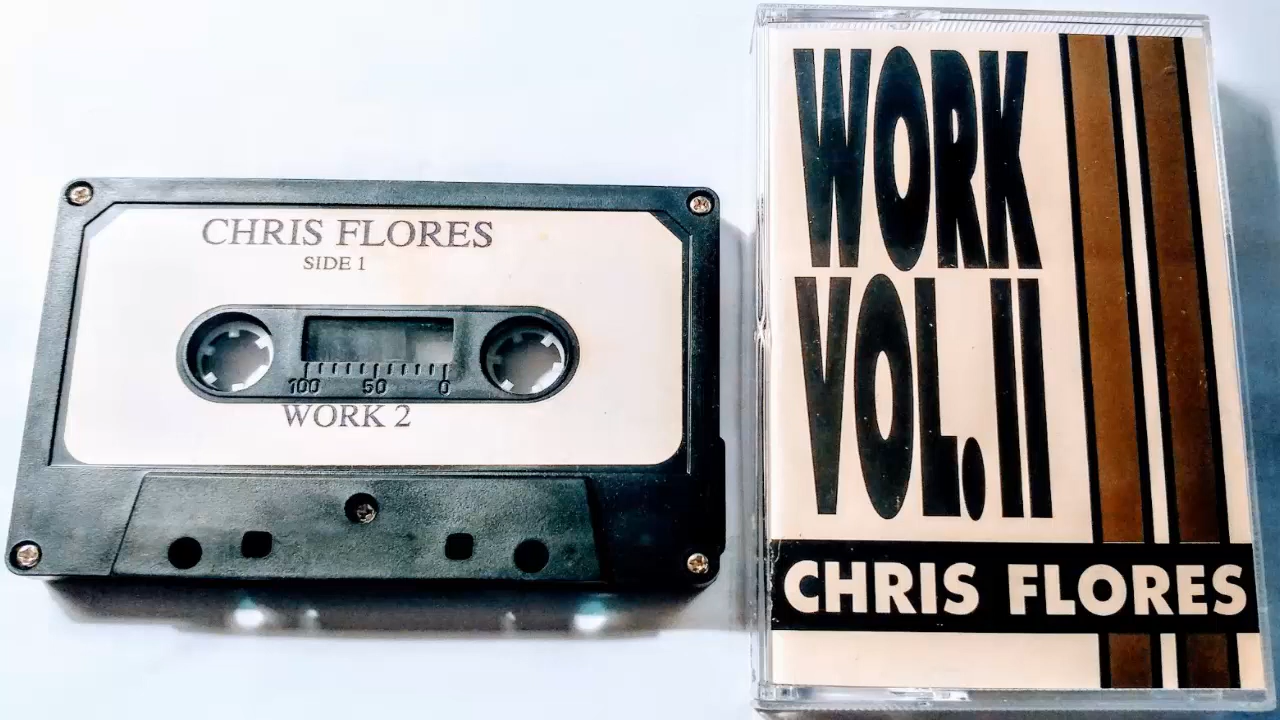 CHRIS FLORES
SIDE 1
100 50 0
WORK 2
WORK
VOL. II
CHRIS FLORES